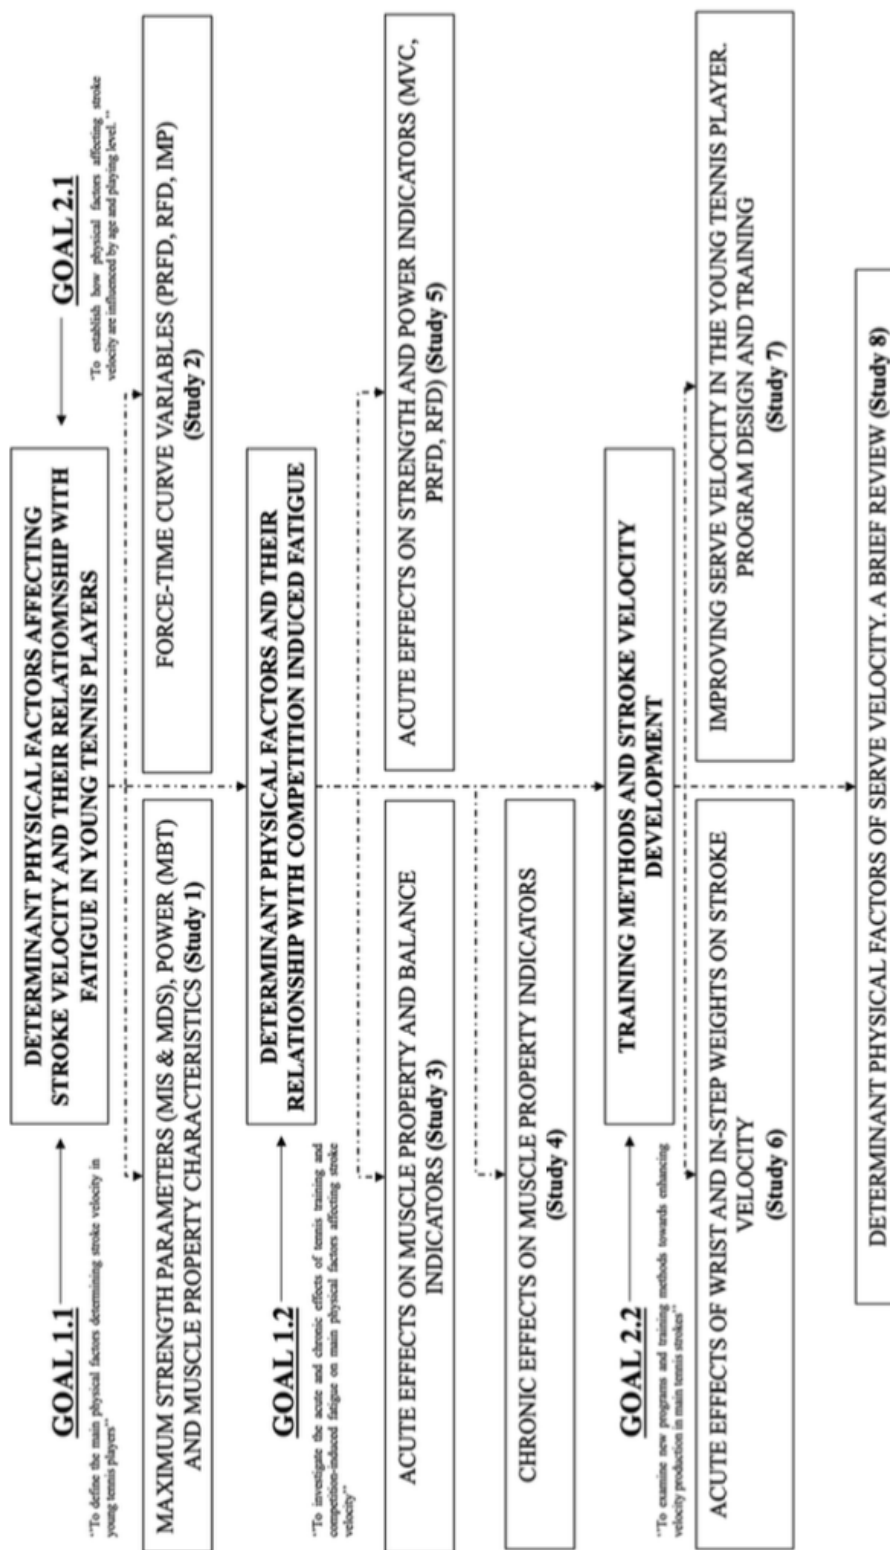 DETERMINANT PHYSICAL FACTORS AFFECTING
STROKE VELOCITY AND THEIR RELATIOMNSHIP WITH
FATIGUE IN YOUNG TENNIS PLAYERS
GOAL 1.1
"To define the main physical factors determining stroke velocity in
young tennis players"
GOAL 2.1
"To establish how physical factors affecting stroke
velocity are influenced by age and playing level."
MAXIMUM STRENGTH PARAMETERS (MIS & MDS), POWER (MBT)
AND MUSCLE PROPERTY CHARACTERISTICS (Study 1)
FORCE-TIME CURVE VARIABLES (PRFD, RFD, IMP)
(Study 2)
GOAL 1.2
"To investigate the acute and chronic effects of tennis training and
competition-induced fatigue on main physical factors affecting stroke
velocity"
DETERMINANT PHYSICAL FACTORS AND THEIR
RELATIONSHIP WITH COMPETITION INDUCED FATIGUE
ACUTE EFFECTS ON MUSCLE PROPERTY AND BALANCE
INDICATORS (Study 3)
ACUTE EFFECTS ON STRENGTH AND POWER INDICATORS (MVC,
PRFD, RFD) (Study 5)
CHRONIC EFFECTS ON MUSCLE PROPERTY INDICATORS
(Study 4)
GOAL 2.2
"To examine new programs and training methods towards enhancing
velocity production in main tennis strokes"
TRAINING METHODS AND STROKE VELOCITY
DEVELOPMENT
ACUTE EFFECTS OF WRIST AND IN-STEP WEIGHTS ON STROKE
VELOCITY
(Study 6)
IMPROVING SERVE VELOCITY IN THE YOUNG TENNIS PLAYER.
PROGRAM DESIGN AND TRAINING
(Study 7)
DETERMINANT PHYSICAL FACTORS OF SERVE VELOCITY. A BRIEF REVIEW (Study 8)